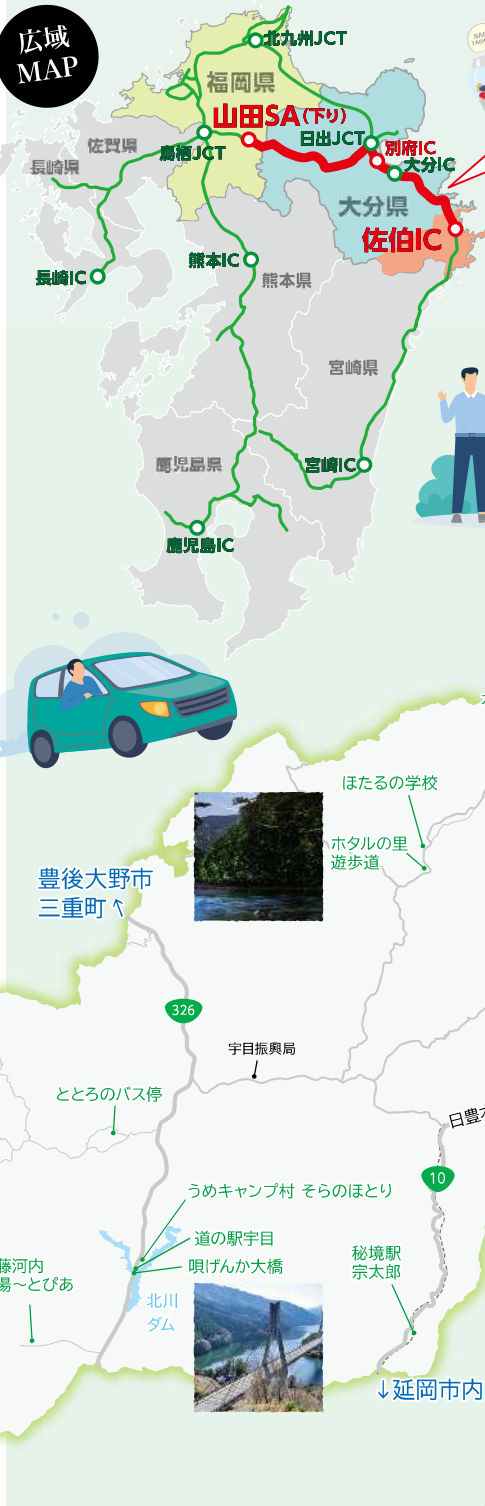 広域
MAP
北九州JCT
福岡県
山田SA(下り)
日出JCT
別府IC
佐賀県
鳥栖JCT
大分IC
長崎県
大分県
佐伯IC
熊本IC
長崎IC
熊本県
宮崎県
鹿児島県
宮崎IC
鹿児島IC
ほたるの学校
ホタルの里
遊歩道
豊後大野市
三重町↖
326
宇目振興局
ととろのバス停
日豊
10
うめキャンプ村 そらのほとり
道の駅宇目
唄げんか大橋
藤河内
湯〜とぴあ
北川
ダム
秘境駅
宗太郎
↓延岡市内